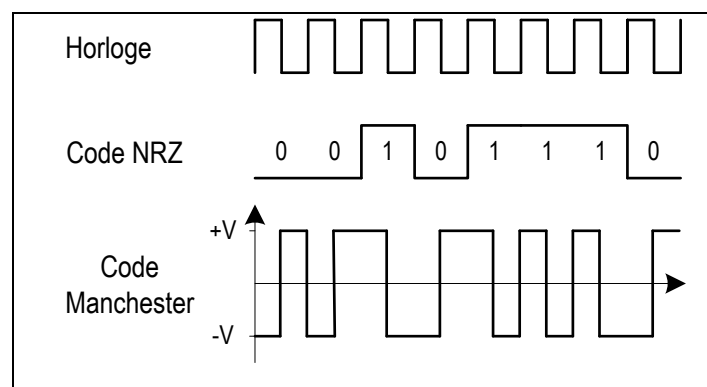 Horloge
Code NRZ
0 0 1 0 1 1 1 0
+V
Code
Manchester
-V